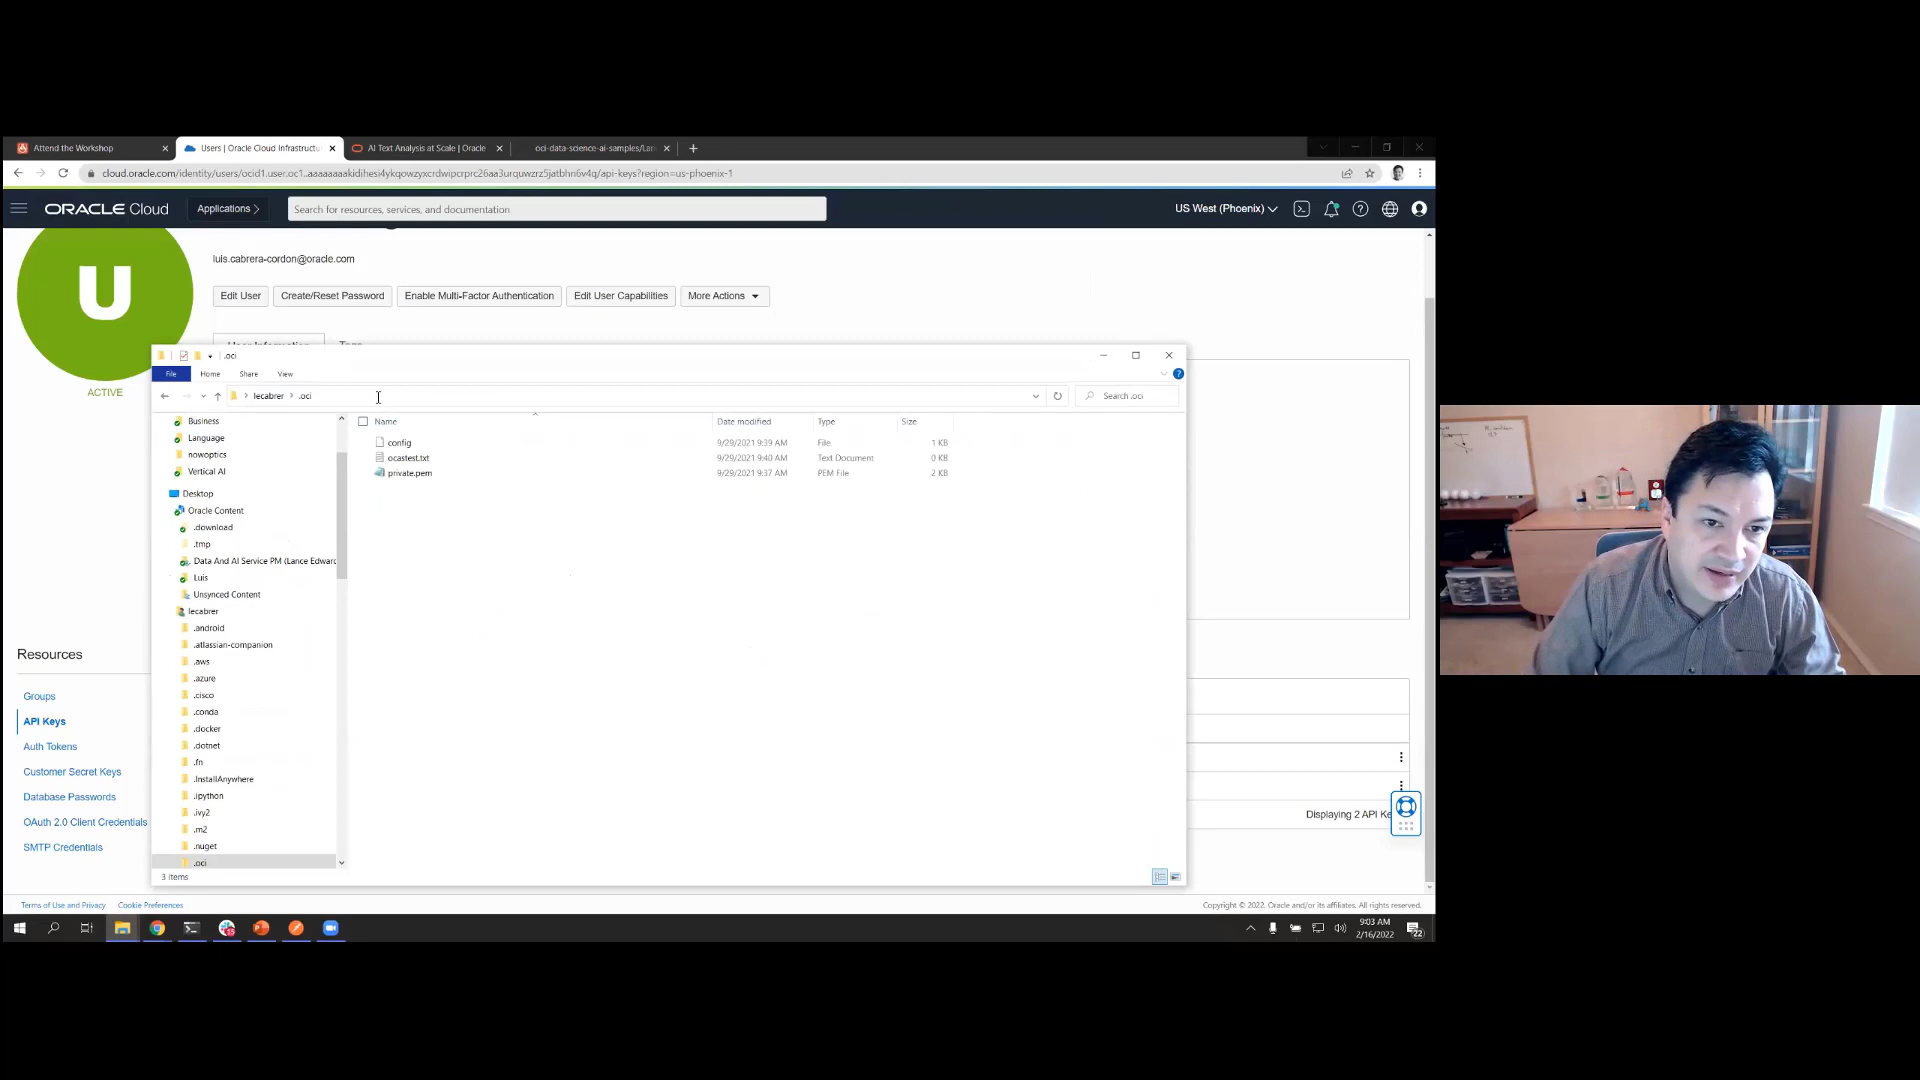 Attend the Workshop
Users | Oracle Cloud Infrastructu
AI Text Analysis at Scale | Oracle
oci-data-science-ai-samples/Lan
cloud.oracle.com/identity/users/ocid1.user.oc1..aaaaaaaakidihesi4ykqowzyxcrdwipcrprc26aa3urquwzrz5jatbhn6v4q/api-keys?region=us-phoenix-1
ORACLE Cloud
Applications
Search for resources, services, and documentation
US West (Phoenix)
U
ACTIVE
luis.cabrera-cordon@oracle.com
Edit User
Create/Reset Password
Enable Multi-Factor Authentication
Edit User Capabilities
More Actions
.oci
File
Home
Share
View
lecabrer
.oci
Search .oci
Name
Date modified
Type
Size
config
9/29/2021 9:39 AM
File
1 KB
ocastest.txt
9/29/2021 9:40 AM
Text Document
0 KB
private.pem
9/29/2021 9:37 AM
PEM File
2 KB
Business
Language
nowoptics
Vertical AI
Desktop
Oracle Content
.download
.tmp
Data And AI Service PM (Lance Edward
Luis
Unsynced Content
lecabrer
.android
.atlassian-companion
.aws
.azure
.cisco
.conda
.docker
.dotnet
.fn
.InstallAnywhere
.ipython
.ivy2
.m2
.nuget
.oci
3 items
Resources
Groups
API Keys
Auth Tokens
Customer Secret Keys
Database Passwords
OAuth 2.0 Client Credentials
SMTP Credentials
Displaying 2 API Ke
Terms of Use and Privacy
Cookie Preferences
Copyright © 2022, Oracle and/or its affiliates. All rights reserved.
9:03 AM
2/16/2022
22